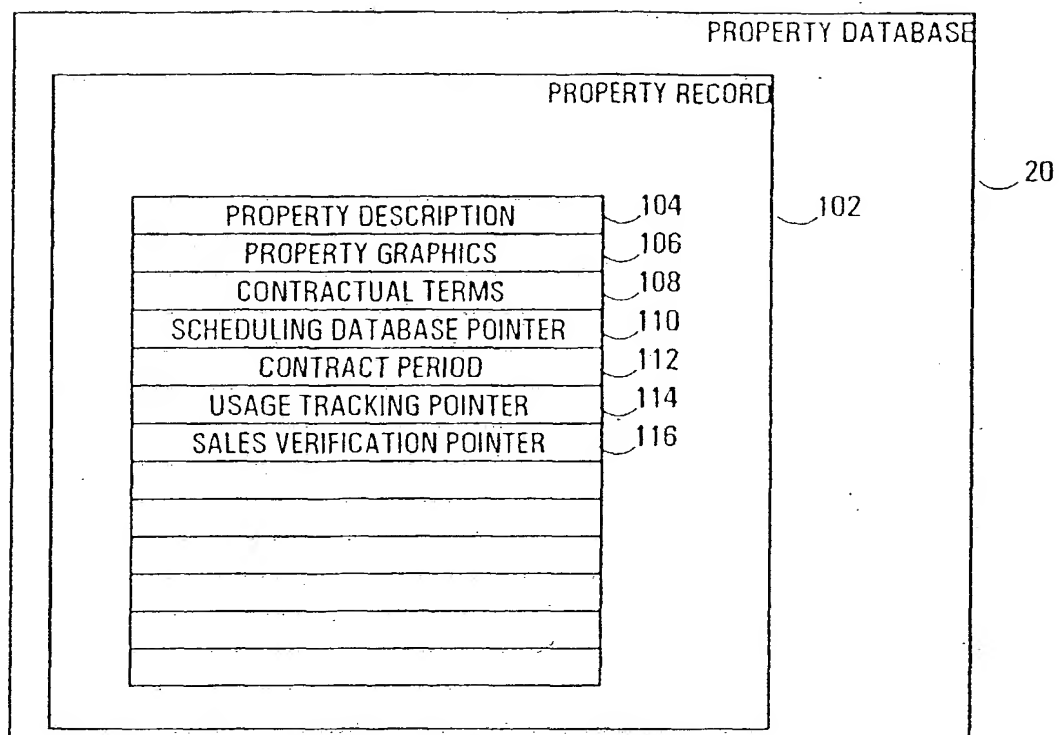 PROPERTY DATABASE
PROPERTY RECORD
20
PROPERTY DESCRIPTION 104 102
PROPERTY GRAPHICS 106
CONTRACTUAL TERMS 108
SCHEDULING DATABASE POINTER 110
CONTRACT PERIOD 112
USAGE TRACKING POINTER 114
SALES VERIFICATION POINTER 116